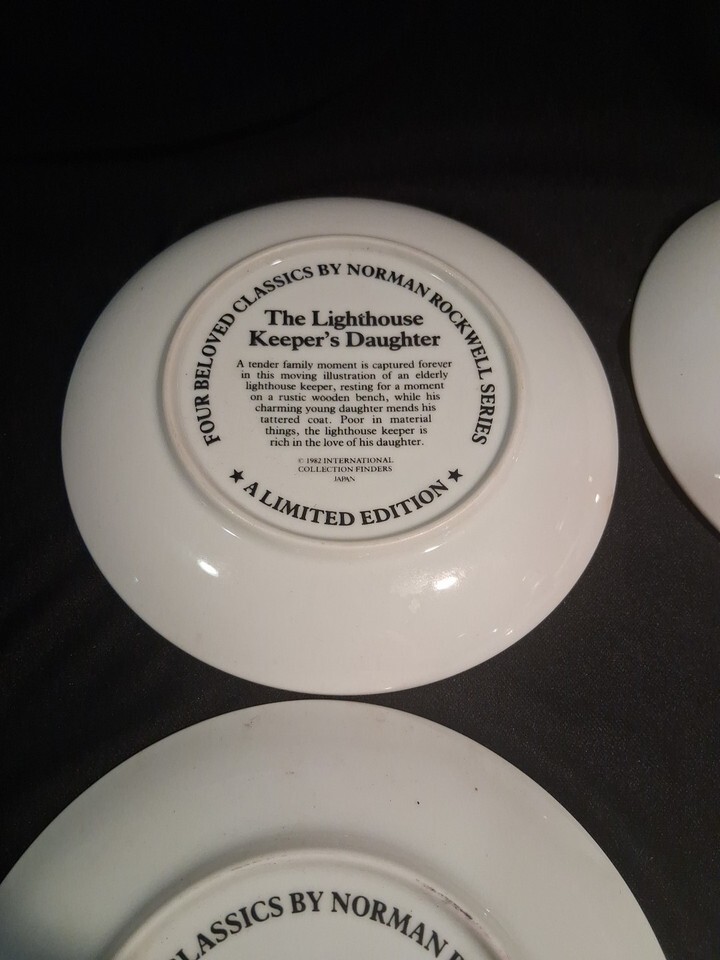 FOUR BELOVED CLASSICS BY NORMAN ROCKWELL SERIES
The Lighthouse
Keeper's Daughter
A tender family moment is captured forever
in this moving illustration of an elderly
lighthouse keeper, resting for a moment
on a rustic wooden bench, while his
charming young daughter mends his
tattered coat. Poor in material
things, the lighthouse keeper is
rich in the love of his daughter.
© 1982 INTERNATIONAL
COLLECTION FINDERS
JAPAN
★ A LIMITED EDITION ★
CLASSICS BY NORMAN